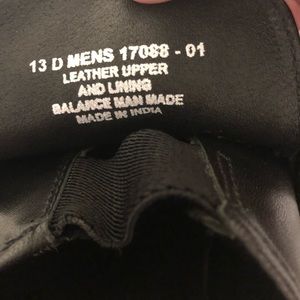 13 D MENS 17088 - 01
LEATHER UPPER
AND LINING
BALANCE MAN MADE
MADE IN INDIA